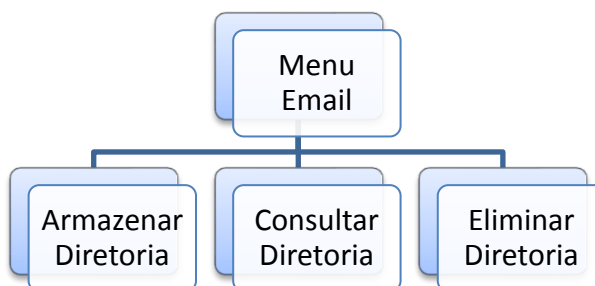 Menu
Email
Armazenar
Diretoria
Consultar
Diretoria
Eliminar
Diretoria